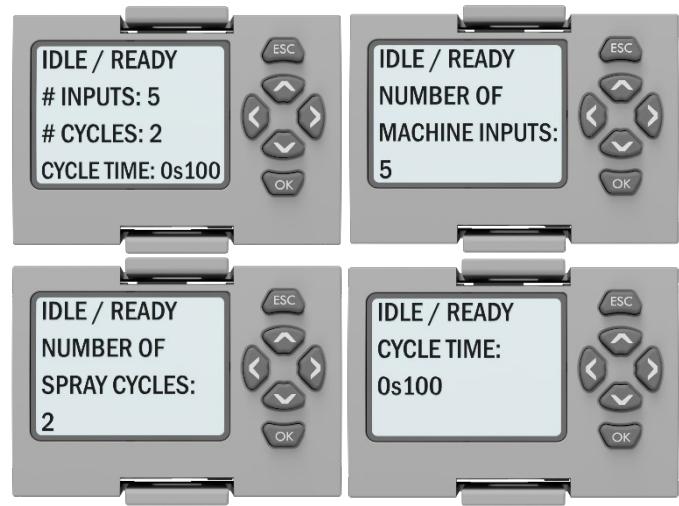 IDLE / READY
# INPUTS: 5
# CYCLES: 2
CYCLE TIME: 0s100
ESC
OK
IDLE / READY
NUMBER OF
MACHINE INPUTS:
5
ESC
OK
IDLE / READY
NUMBER OF
SPRAY CYCLES:
2
ESC
OK
IDLE / READY
CYCLE TIME:
0s100
ESC
OK